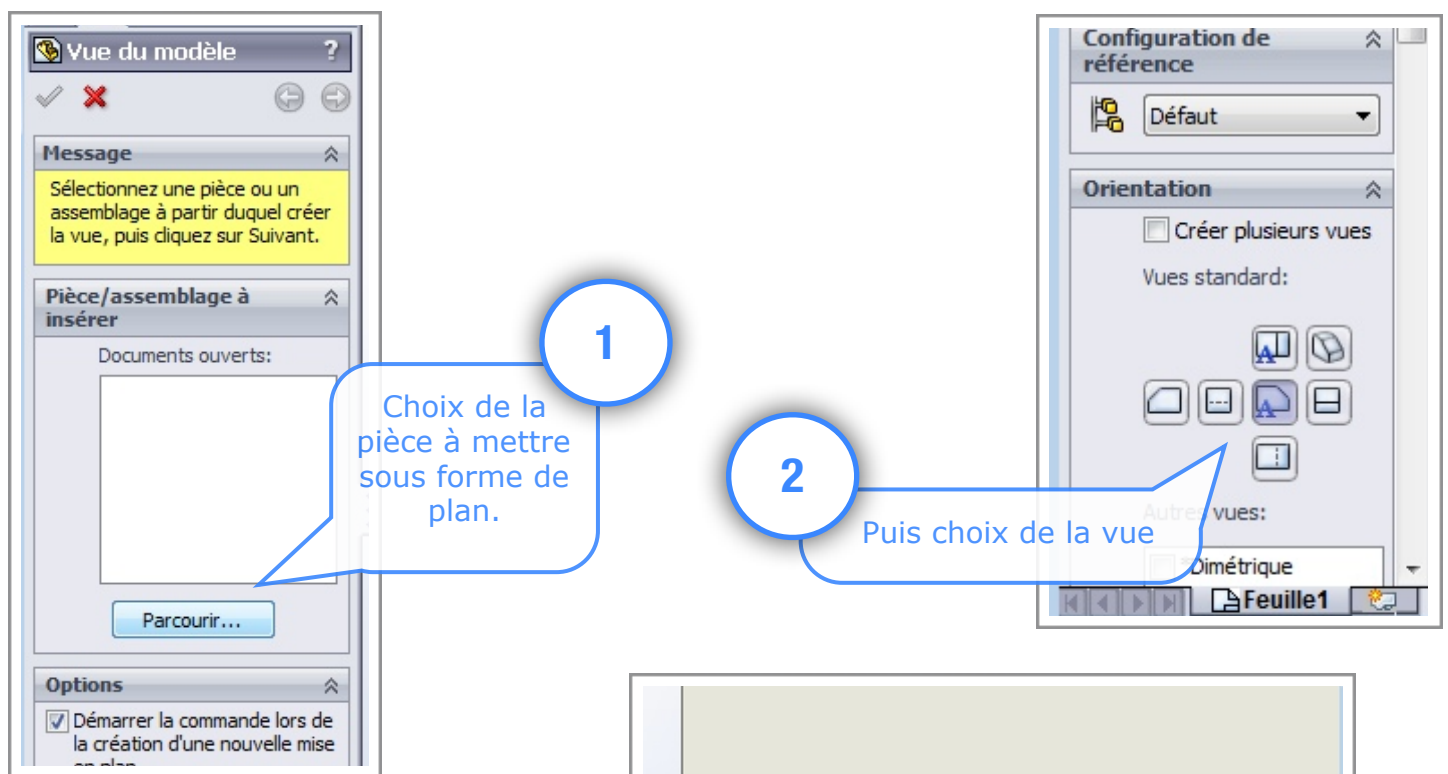 Vue du modèle ?
Message
Sélectionnez une pièce ou un
assemblage à partir duquel créer
la vue, puis cliquez sur Suivant.
Pièce/assemblage à
insérer
Documents ouverts:
Parcourir...
Options
Démarrer la commande lors de
la création d'une nouvelle mise
en plan
1
Choix de la
pièce à mettre
sous forme de
plan.
2
Puis choix de la vue
Configuration de
référence
Défaut
Orientation
Créer plusieurs vues
Vues standard:
A
A
Autres vues:
*Dimétrique
Feuille1